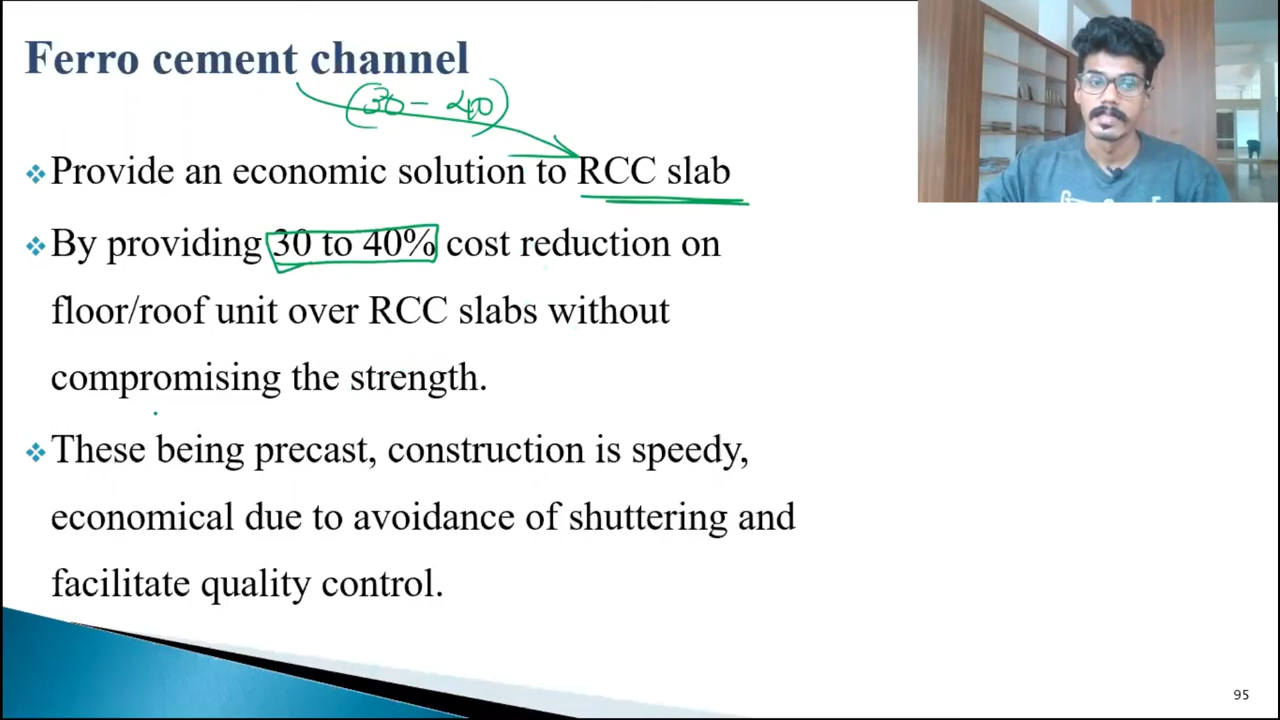 Ferro cement channel
(30 - 40)
❖ Provide an economic solution to RCC slab
❖ By providing 30 to 40% cost reduction on
floor/roof unit over RCC slabs without
compromising the strength.
❖ These being precast, construction is speedy,
economical due to avoidance of shuttering and
facilitate quality control.
95